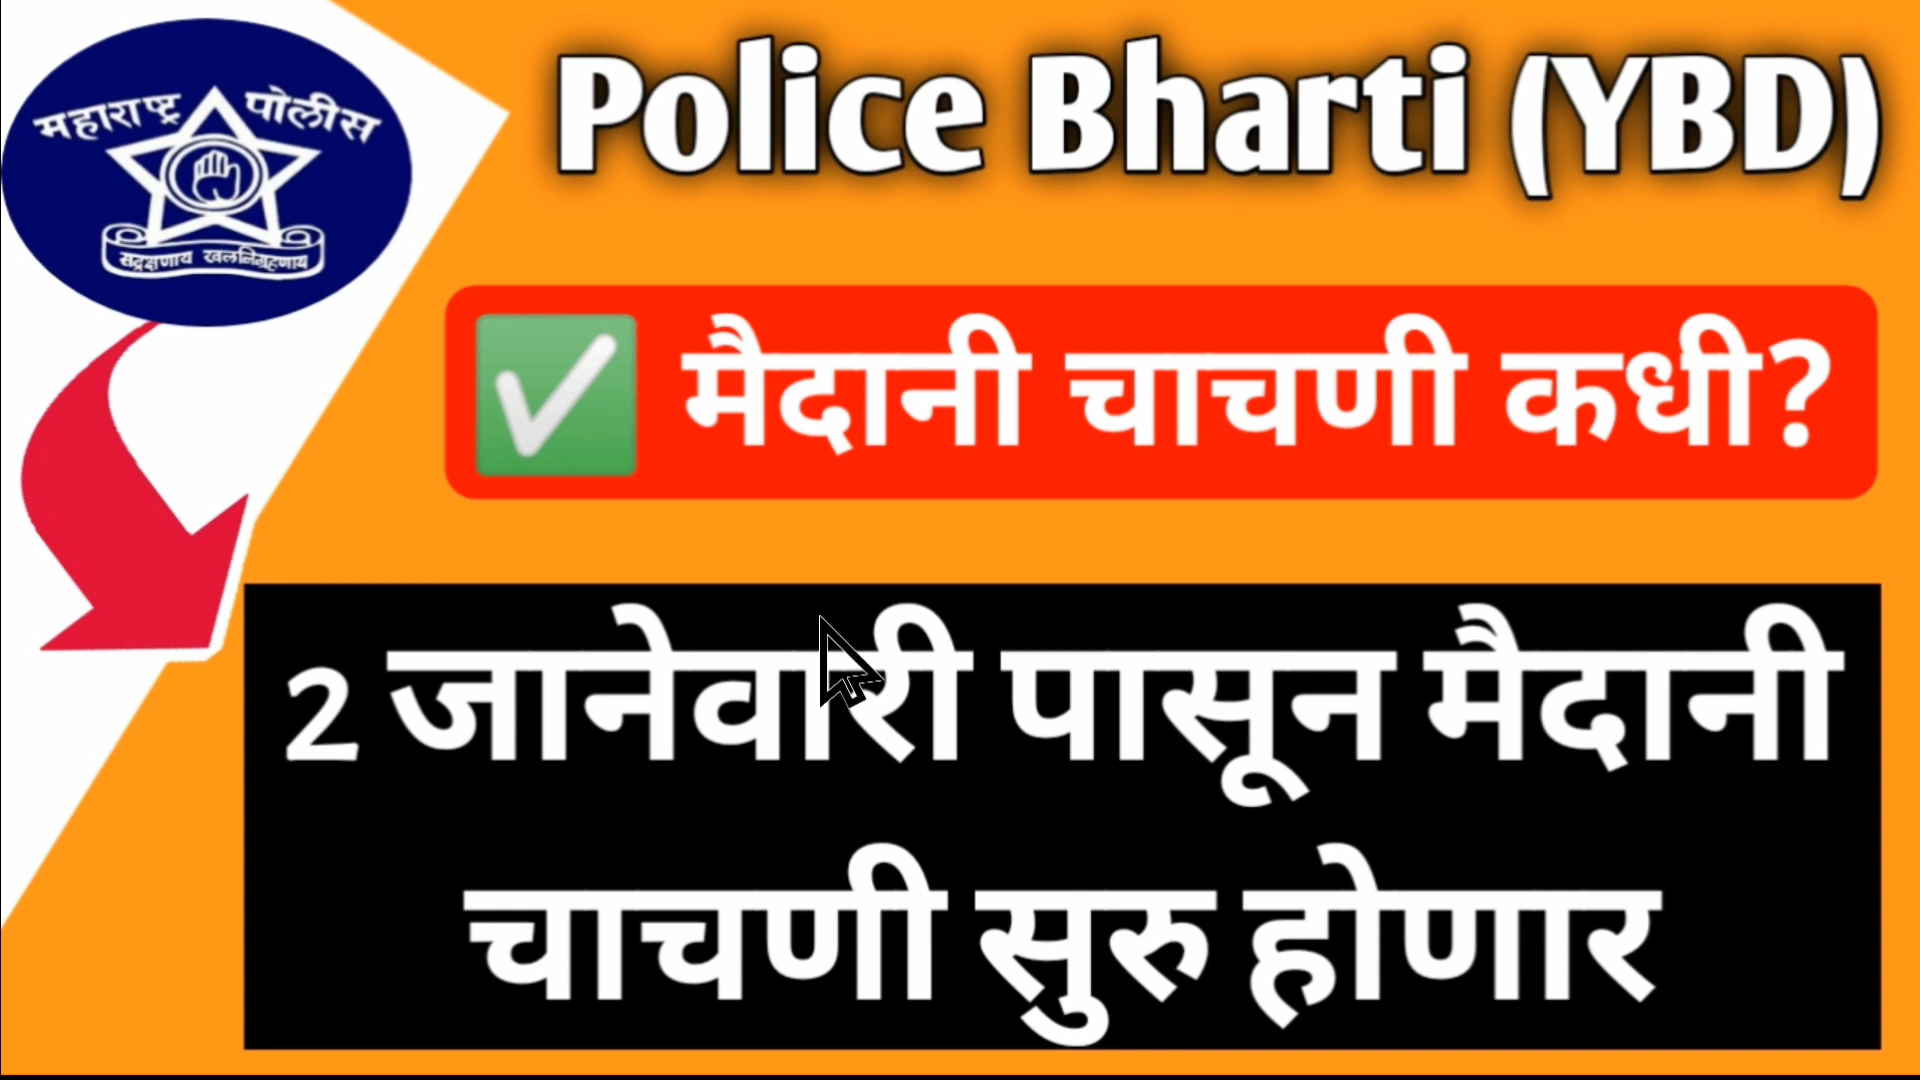 महाराष्ट्र पोलीस
सद्रक्षणाय खलनिग्रहणाय
Police Bharti (YBD)
✅ मैदानी चाचणी कधी?
2 जानेवारी पासून मैदानी
चाचणी सुरु होणार